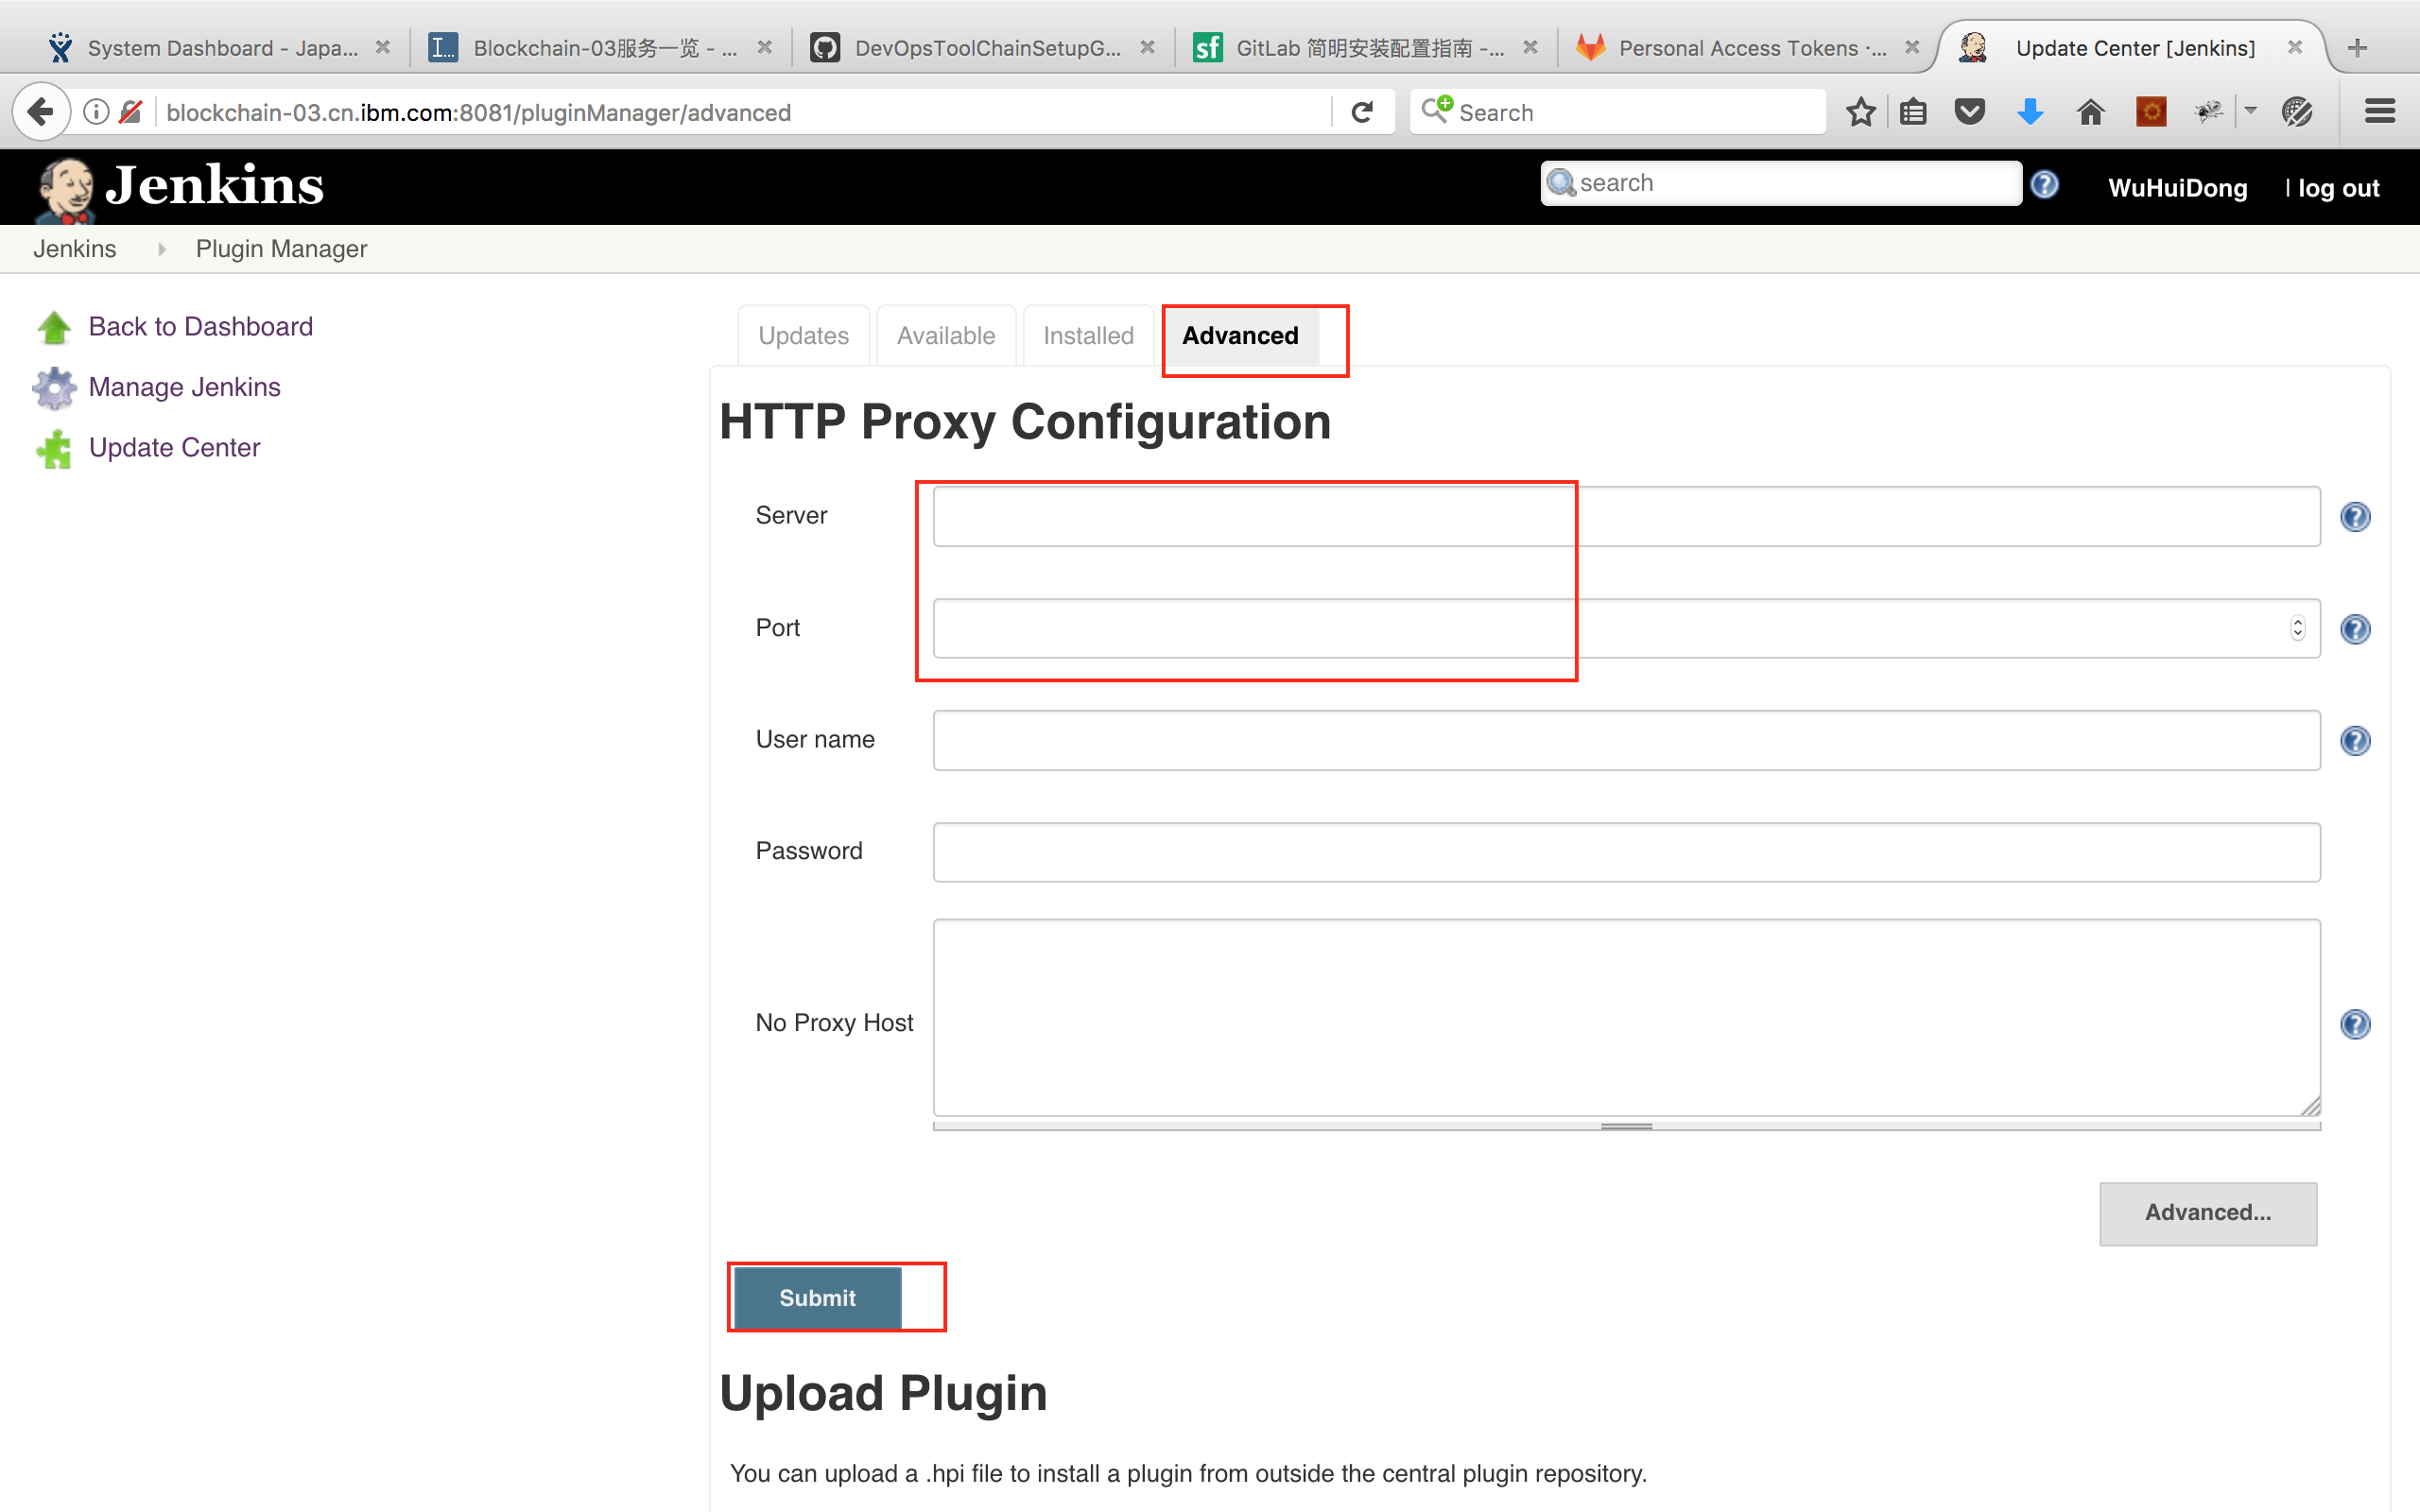 System Dashboard - Japa...
I... Blockchain-03服务一览 - ...
DevOpsToolChainSetupG...
sf GitLab 简明安装配置指南 -...
Personal Access Tokens ·...
Update Center [Jenkins]
blockchain-03.cn.ibm.com:8081/pluginManager/advanced
Search
Jenkins
search
WuHuiDong
| log out
Jenkins
Plugin Manager
Back to Dashboard
Manage Jenkins
Update Center
Updates
Available
Installed
Advanced
HTTP Proxy Configuration
Server
Port
User name
Password
No Proxy Host
Advanced...
Submit
Upload Plugin
You can upload a .hpi file to install a plugin from outside the central plugin repository.